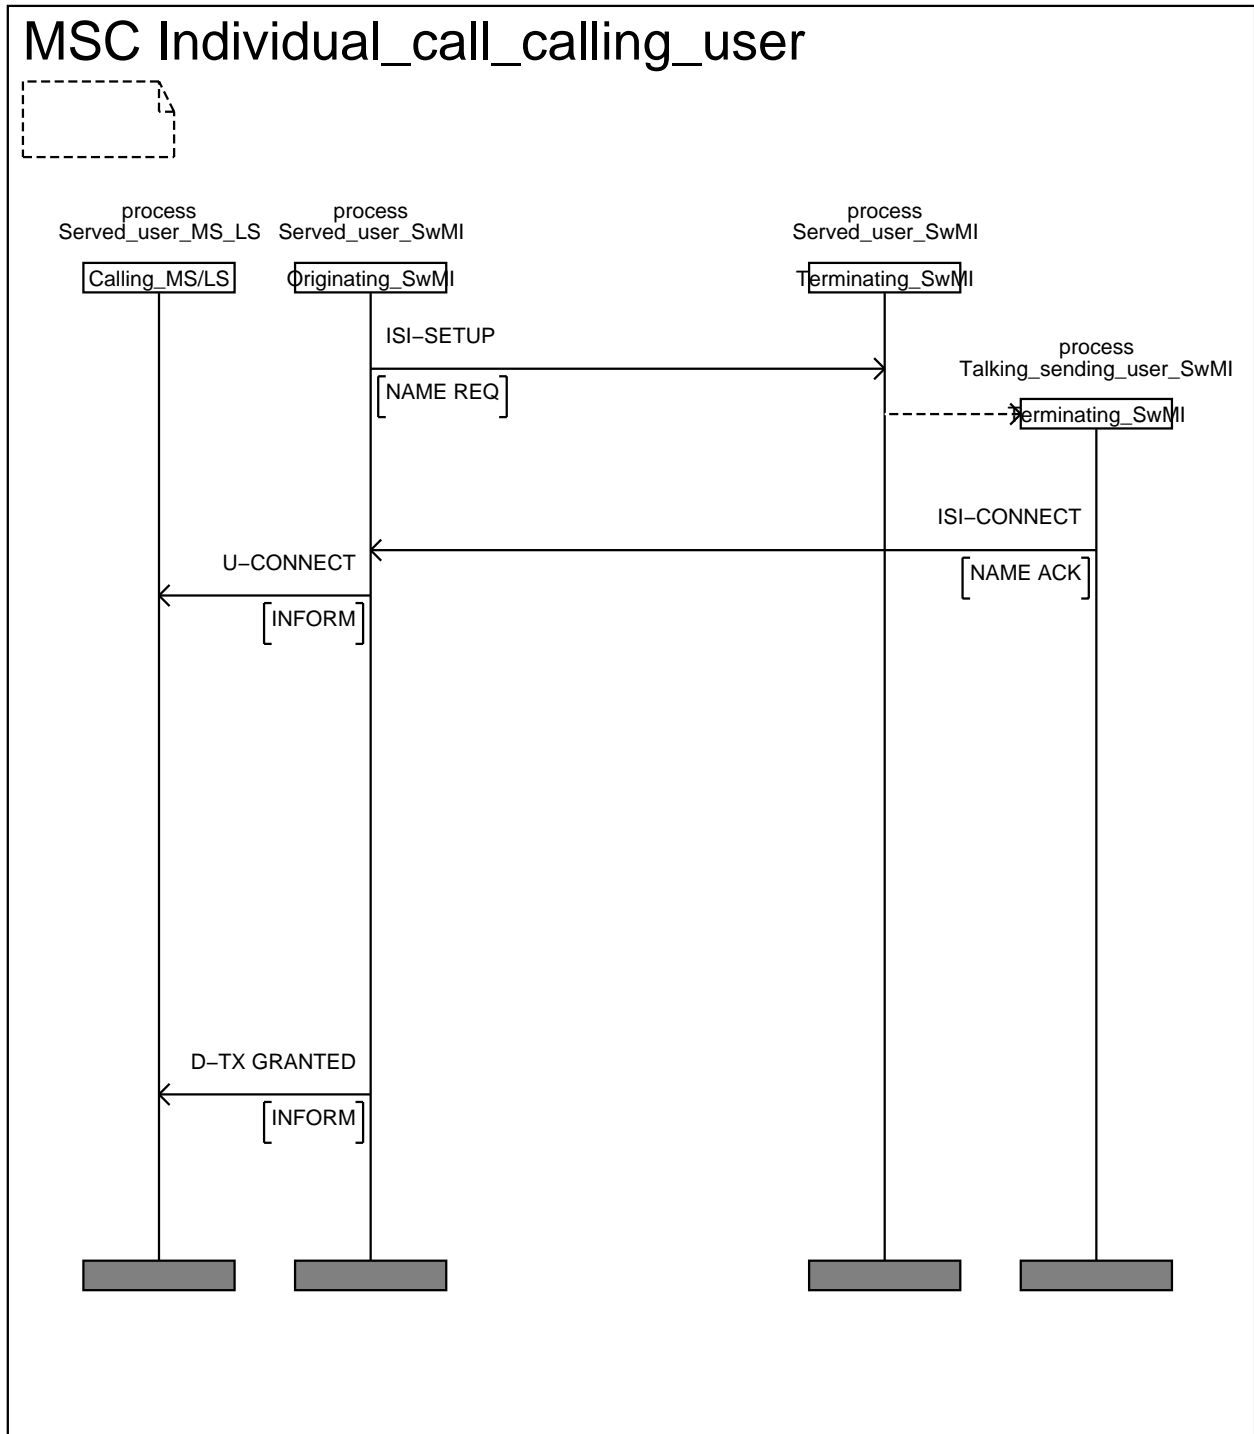 MSC Individual_call_calling_user
process
Served_user_MS_LS
process
Served_user_SwMI
process
Served_user_SwMI
Calling_MS/LS
Originating_SwMI
Terminating_SwMI
ISI–SETUP
NAME REQ
process
Talking_sending_user_SwMI
Terminating_SwMI
ISI–CONNECT
NAME ACK
U–CONNECT
INFORM
D–TX GRANTED
INFORM